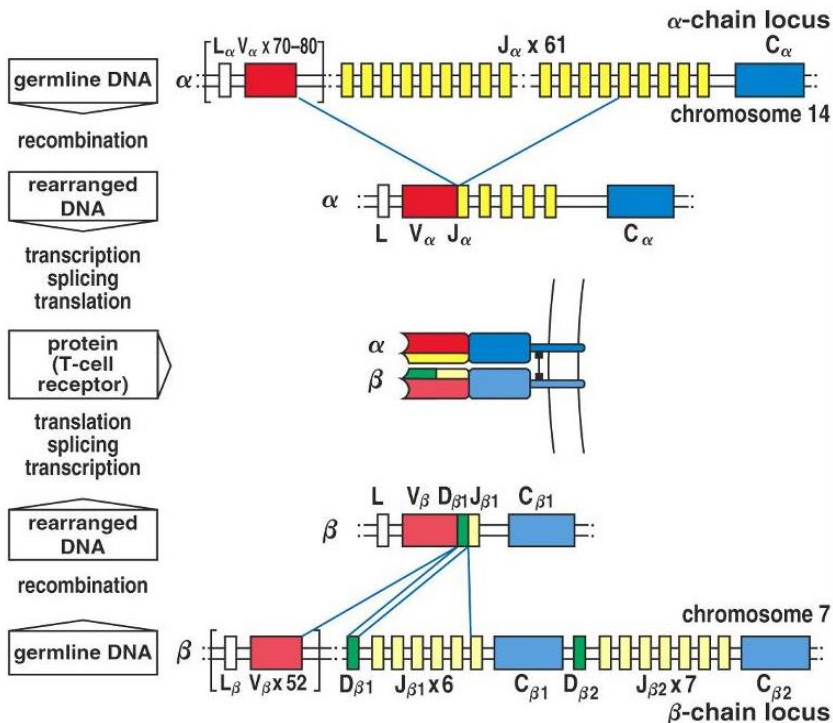 α-chain locus
LαVα x 70–80
Jα x 61
Cα
germline DNA
α
chromosome 14
recombination
rearranged
DNA
α
L
Vα
Jα
Cα
transcription
splicing
translation
protein
(T-cell
receptor)
α
β
translation
splicing
transcription
L
Vβ
Dβ1
Jβ1
Cβ1
rearranged
DNA
β
recombination
chromosome 7
germline DNA
β
Lβ
Vβ x 52
Dβ1
Jβ1 x 6
Cβ1
Dβ2
Jβ2 x 7
Cβ2
β-chain locus